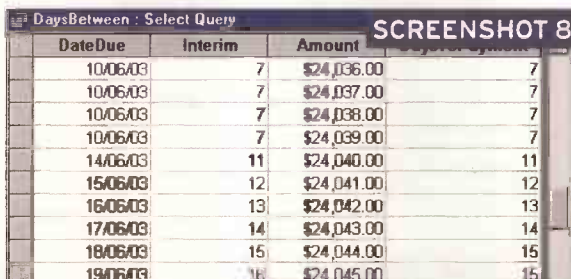 DaysBetween : Select Query
SCREENSHOT 8
DateDue Interim Amount
10/06/03 7 $24,036.00 7
10/06/03 7 $24,037.00 7
10/06/03 7 $24,038.00 7
10/06/03 7 $24,039.00 7
14/06/03 11 $24,040.00 11
15/06/03 12 $24,041.00 12
16/06/03 13 $24,042.00 13
17/06/03 14 $24,043.00 14
18/06/03 15 $24,044.00 15
19/06/03 16 $24,045.00 15